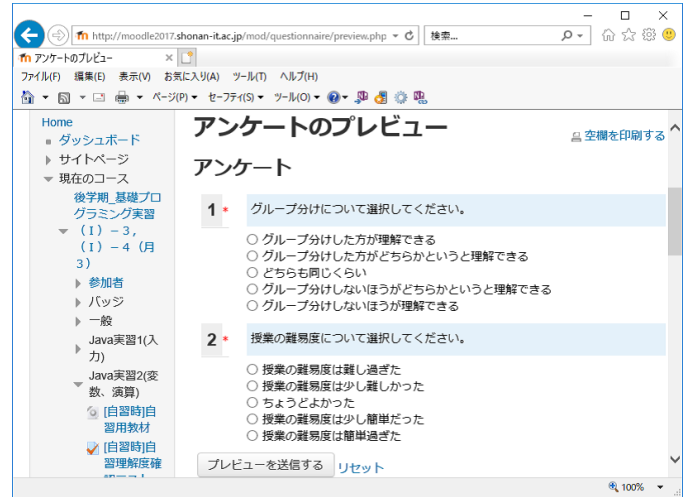 http://moodle2017.shonan-it.ac.jp/mod/questionnaire/preview.php
検索...
アンケートのプレビュー
ファイル(F) 編集(E) 表示(V) お気に入り(A) ツール(T) ヘルプ(H)
ページ(P) セーフティ(S) ツール(O)
Home
ダッシュボード
サイトページ
現在のコース
後学期_基礎プロ
グラミング実習
(Ⅰ)－3,
(Ⅰ)－4 (月
3)
参加者
バッジ
一般
Java実習1(入
力)
Java実習2(変
数、演算)
[自習時]自
習用教材
[自習時]自
習理解度確
アンケートのプレビュー
空欄を印刷する
アンケート
1 * グループ分けについて選択してください。
グループ分けした方が理解できる
グループ分けした方がどちらかというと理解できる
どちらも同じくらい
グループ分けしないほうがどちらかというと理解できる
グループ分けしないほうが理解できる
2 * 授業の難易度について選択してください。
授業の難易度は難し過ぎた
授業の難易度は少し難しかった
ちょうどよかった
授業の難易度は少し簡単だった
授業の難易度は簡単過ぎた
プレビューを送信する リセット
100%